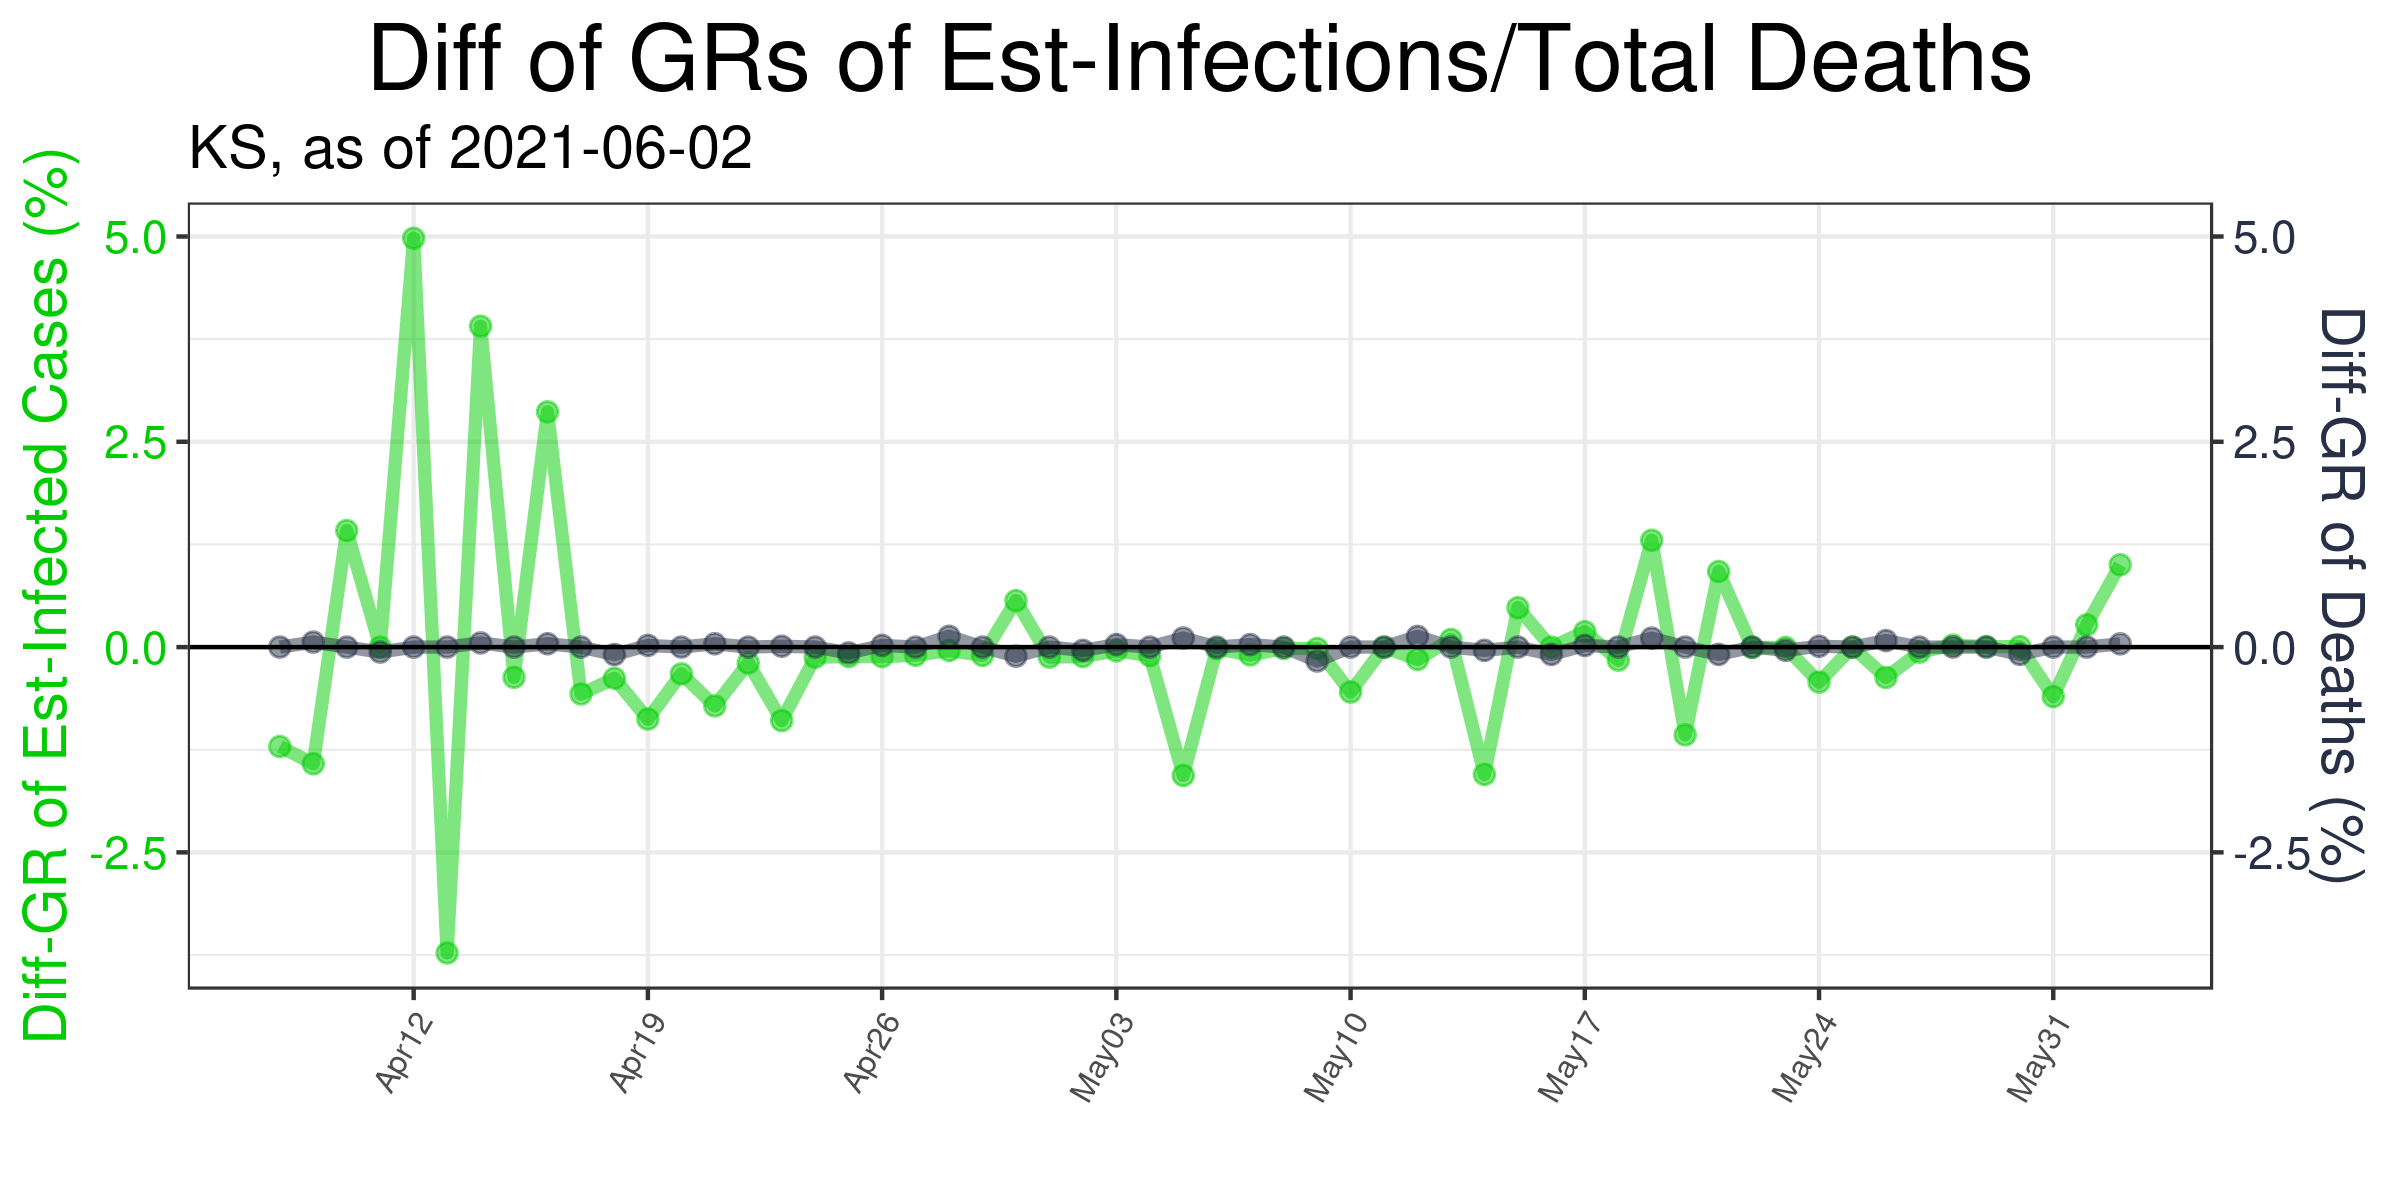 Diff of GRs of Est-Infections/Total Deaths
KS, as of 2021-06-02
Diff-GR of Est-Infected Cases (%)
5.0
2.5
0.0
-2.5
5.0
2.5
0.0
-2.5
Diff-GR of Deaths (%)
Apr12
Apr19
Apr26
May03
May10
May17
May24
May31